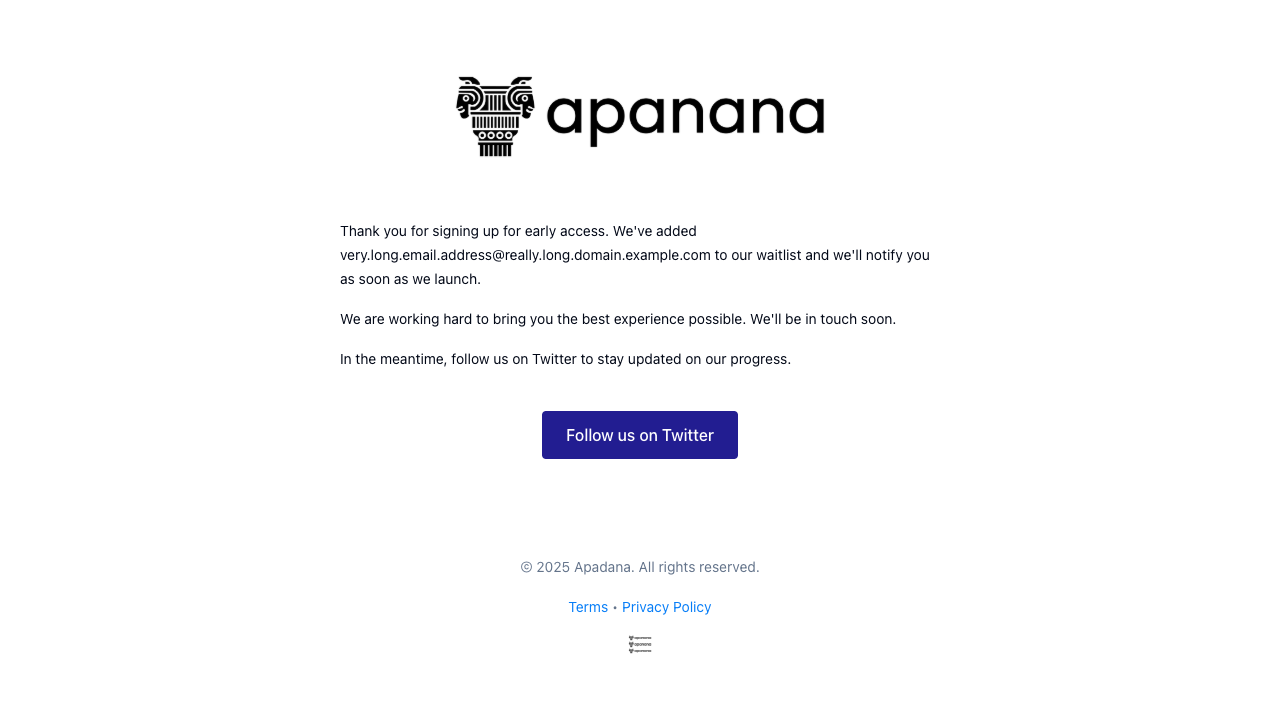 apanana
Thank you for signing up for early access. We've added
very.long.email.address@really.long.domain.example.com to our waitlist and we'll notify you
as soon as we launch.
We are working hard to bring you the best experience possible. We'll be in touch soon.
In the meantime, follow us on Twitter to stay updated on our progress.
Follow us on Twitter
© 2025 Apadana. All rights reserved.
Terms • Privacy Policy
apanana
apanana
apanana